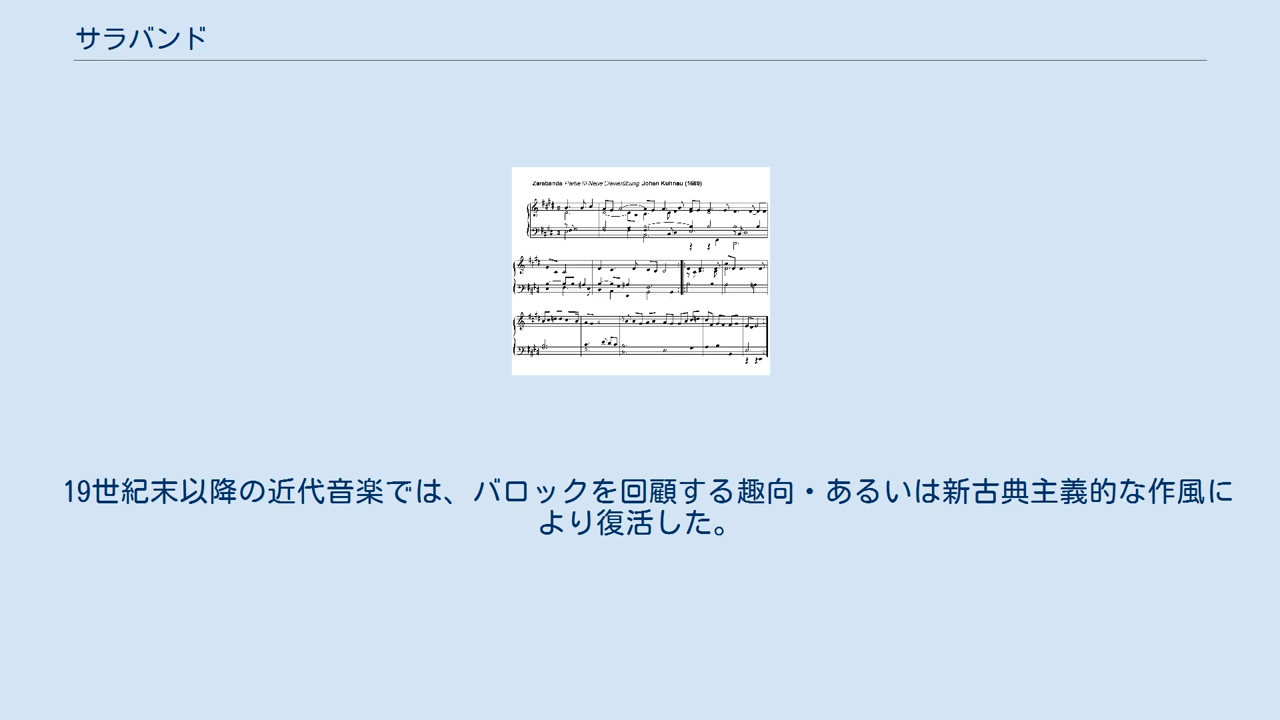 サラバンド
Zarabanda Partie IV Neue Clavierübung Johan Kuhnau (1689)
19世紀末以降の近代音楽では、バロックを回顧する趣向・あるいは新古典主義的な作風に
より復活した。